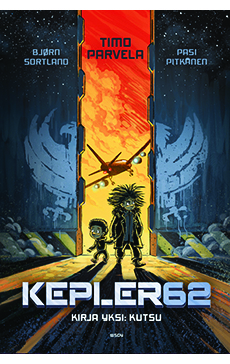 TIMO
PARVELA
BJØRN
SORTLAND
PASI
PITKÄNEN
KEPLER62
KIRJA YKSI: KUTSU
WSOY